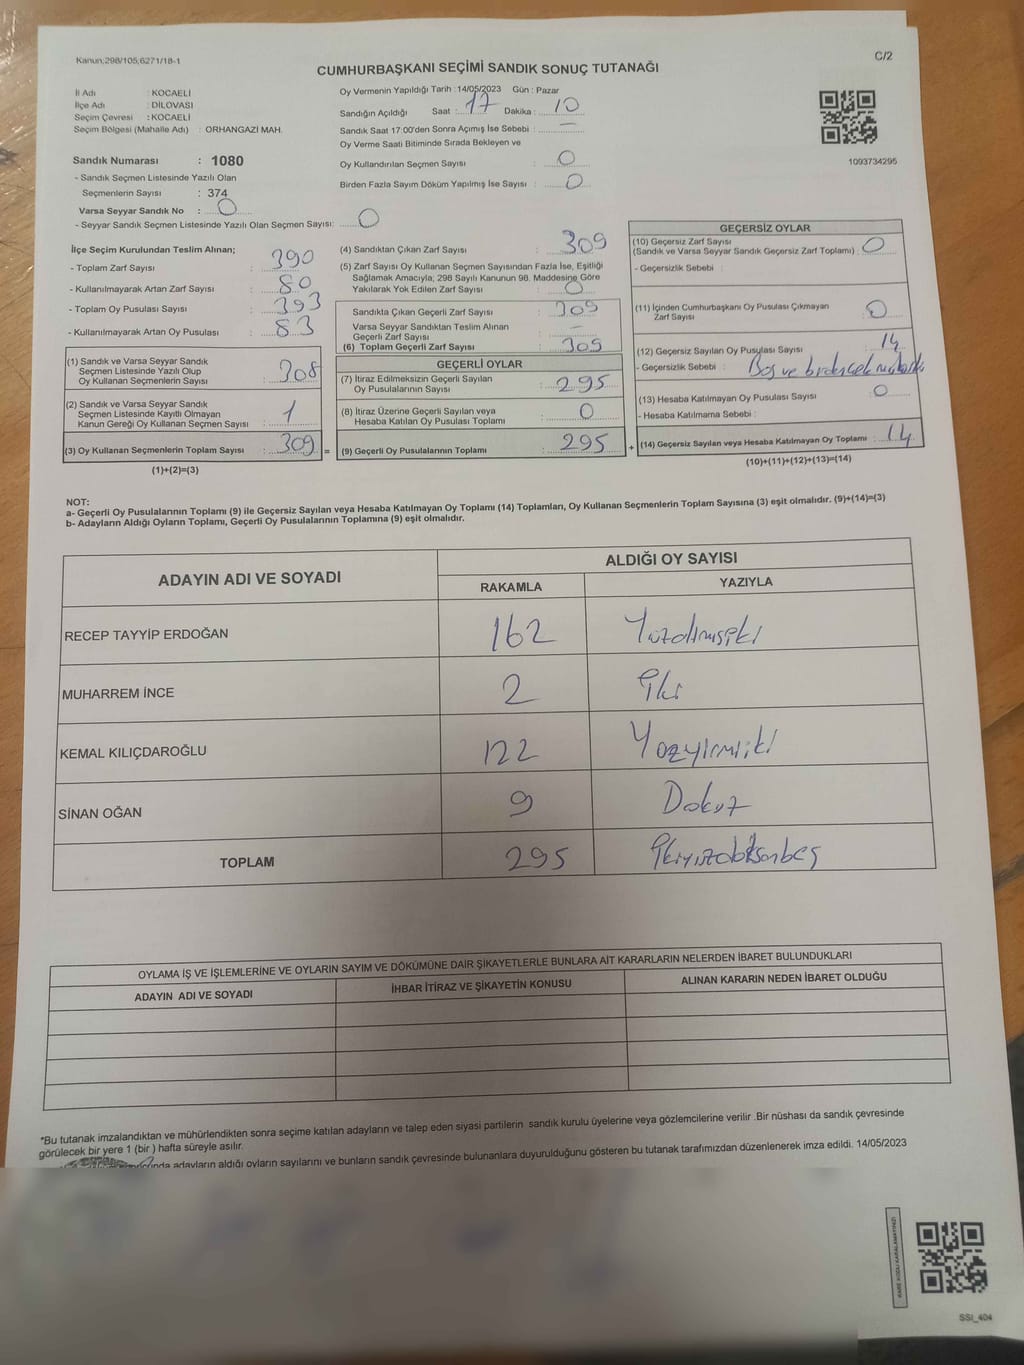 Kanun;298/105;6271/18-1
C/2
CUMHURBAŞKANI SEÇİMİ SANDIK SONUÇ TUTANAĞI
İl Adı : KOCAELİ
İlçe Adı : DİLOVASI
Seçim Çevresi : KOCAELİ
Seçim Bölgesi (Mahalle Adı) : ORHANGAZİ MAH.
Sandık Numarası : 1080
- Sandık Seçmen Listesinde Yazılı Olan
Seçmenlerin Sayısı : 374
Varsa Seyyar Sandık No : 0
- Seyyar Sandık Seçmen Listesinde Yazılı Olan Seçmen Sayısı: 0
Oy Vermenin Yapıldığı Tarih :14/05/2023 Gün : Pazar
Sandığın Açıldığı Saat : 17 Dakika : 10
Sandık Saat 17:00'den Sonra Açımış İse Sebebi : —
Oy Verme Saati Bitiminde Sırada Bekleyen ve
Oy Kullandırılan Seçmen Sayısı : 0
Birden Fazla Sayım Döküm Yapılmış İse Sayısı : 0
1093734295
İlçe Seçim Kurulundan Teslim Alınan;
- Toplam Zarf Sayısı : 390
- Kullanılmayarak Artan Zarf Sayısı : 80
- Toplam Oy Pusulası Sayısı : 393
- Kullanılmayarak Artan Oy Pusulası : 83
(1) Sandık ve Varsa Seyyar Sandık
Seçmen Listesinde Yazılı Olup
Oy Kullanan Seçmenlerin Sayısı : 308
(2) Sandık ve Varsa Seyyar Sandık
Seçmen Listesinde Kayıtlı Olmayan
Kanun Gereği Oy Kullanan Seçmen Sayısı : 1
(3) Oy Kullanan Seçmenlerin Toplam Sayısı : 309
(1)+(2)=(3)
(4) Sandıktan Çıkan Zarf Sayısı : 309
(5) Zarf Sayısı Oy Kullanan Seçmen Sayısından Fazla İse, Eşitliği
Sağlamak Amacıyla; 298 Sayılı Kanunun 98. Maddesine Göre
Yakılarak Yok Edilen Zarf Sayısı : 0
Sandıkta Çıkan Geçerli Zarf Sayısı : 309
Varsa Seyyar Sandıktan Teslim Alınan
Geçerli Zarf Sayısı : —
(6) Toplam Geçerli Zarf Sayısı : 309
=
GEÇERLİ OYLAR
(7) İtiraz Edilmeksizin Geçerli Sayılan
Oy Pusulalarının Sayısı : 295
(8) İtiraz Üzerine Geçerli Sayılan veya
Hesaba Katılan Oy Pusulası Toplamı : 0
(9) Geçerli Oy Pusulalarının Toplamı : 295
+
GEÇERSİZ OYLAR
(10) Geçersiz Zarf Sayısı
(Sandık ve Varsa Seyyar Sandık Geçersiz Zarf Toplamı) : 0
- Geçersizlik Sebebi :
(11) İçinden Cumhurbaşkanı Oy Pusulası Çıkmayan
Zarf Sayısı : 0
(12) Geçersiz Sayılan Oy Pusulası Sayısı : 14
- Geçersizlik Sebebi : Boş ve birden çok
(13) Hesaba Katılmayan Oy Pusulası Sayısı : 0
- Hesaba Katılmama Sebebi :
(14) Geçersiz Sayılan veya Hesaba Katılmayan Oy Toplamı : 14
(10)+(11)+(12)+(13)=(14)
NOT:
a- Geçerli Oy Pusulalarının Toplamı (9) ile Geçersiz Sayılan veya Hesaba Katılmayan Oy Toplamı (14) Toplamları, Oy Kullanan Seçmenlerin Toplam Sayısına (3) eşit olmalıdır. (9)+(14)=(3)
b- Adayların Aldığı Oyların Toplamı, Geçerli Oy Pusulalarının Toplamına (9) eşit olmalıdır.
ADAYIN ADI VE SOYADI
ALDIĞI OY SAYISI
RAKAMLA YAZIYLA
RECEP TAYYİP ERDOĞAN 162 Yüzaltmışiki
MUHARREM İNCE 2 İki
KEMAL KILIÇDAROĞLU 122 Yüzyirmiiki
SİNAN OĞAN 9 Dokuz
TOPLAM 295 İkiyüzdoksanbeş
OYLAMA İŞ VE İŞLEMLERİNE VE OYLARIN SAYIM VE DÖKÜMÜNE DAİR ŞİKAYETLERLE BUNLARA AİT KARARLARIN NELERDEN İBARET BULUNDUKLARI
ADAYIN ADI VE SOYADI İHBAR İTİRAZ VE ŞİKAYETİN KONUSU ALINAN KARARIN NEDEN İBARET OLDUĞU
*Bu tutanak imzalandıktan ve mühürlendikten sonra seçime katılan adayların ve talep eden siyasi partilerin sandık kurulu üyelerine veya gözlemcilerine verilir .Bir nüshası da sandık çevresinde
görülecek bir yere 1 (bir ) hafta süreyle asılır.
adayların aldığı oyların sayılarını ve bunların sandık çevresinde bulunanlara duyurulduğunu gösteren bu tutanak tarafımızdan düzenlenerek imza edildi. 14/05/2023
KARE KODU KARALAMAYINIZ!
SSI_404